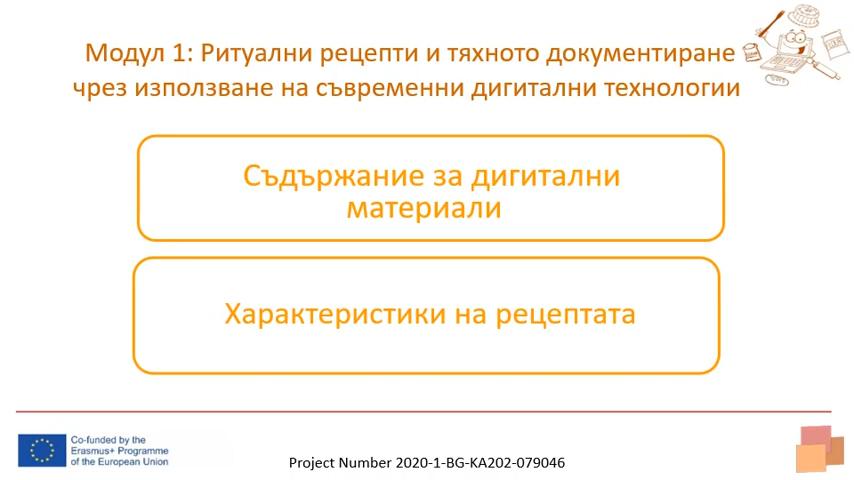 Модул 1: Ритуални рецепти и тяхното документиране
чрез използване на съвременни дигитални технологии
Съдържание за дигитални
материали
Характеристики на рецептата
Co-funded by the
Erasmus+ Programme
of the European Union
Project Number 2020-1-BG-KA202-079046